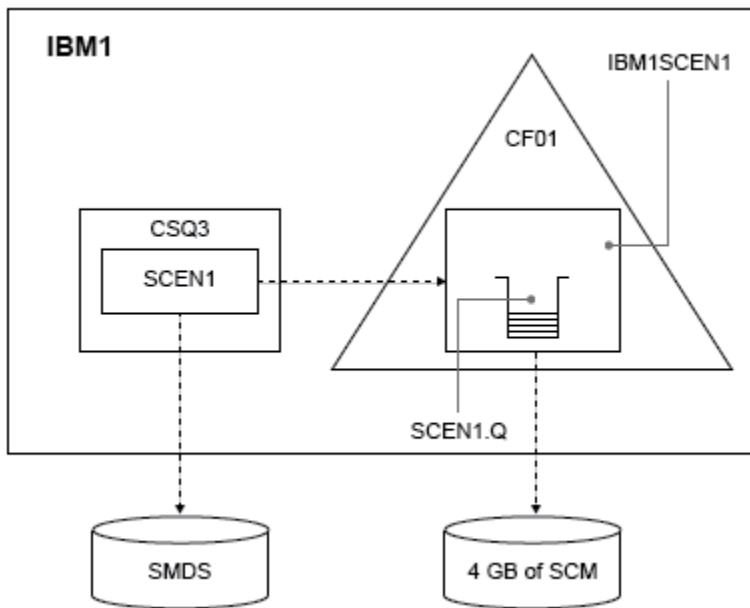 IBM1
IBM1SCEN1
CF01
CSQ3
SCEN1
SCEN1.Q
SMDS
4 GB of SCM